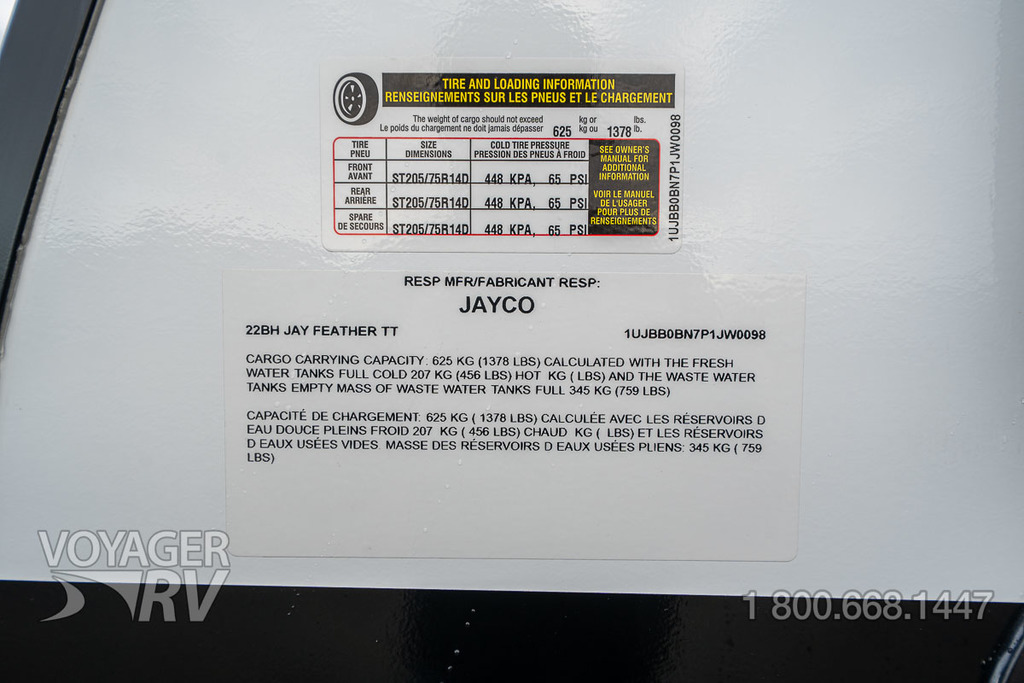 TIRE AND LOADING INFORMATION
RENSEIGNEMENTS SUR LES PNEUS ET LE CHARGEMENT
The weight of cargo should not exceed kg or lbs.
Le poids du chargement ne doit jamais dépasser 625 kg ou 1378 lb.
TIRE PNEU
SIZE DIMENSIONS
COLD TIRE PRESSURE PRESSION DES PNEUS À FROID
FRONT AVANT ST205/75R14D 448 KPA, 65 PSI
REAR ARRIÈRE ST205/75R14D 448 KPA, 65 PSI
SPARE DE SECOURS ST205/75R14D 448 KPA, 65 PSI
SEE OWNER'S
MANUAL FOR
ADDITIONAL
INFORMATION
VOIR LE MANUEL
DE L'USAGER
POUR PLUS DE
RENSEIGNEMENTS
1UJBB0BN7P1JW0098
RESP MFR/FABRICANT RESP:
JAYCO
22BH JAY FEATHER TT 1UJBB0BN7P1JW0098
CARGO CARRYING CAPACITY: 625 KG (1378 LBS) CALCULATED WITH THE FRESH
WATER TANKS FULL COLD 207 KG (456 LBS) HOT KG ( LBS) AND THE WASTE WATER
TANKS EMPTY MASS OF WASTE WATER TANKS FULL 345 KG (759 LBS)
CAPACITÉ DE CHARGEMENT: 625 KG ( 1378 LBS) CALCULÉE AVEC LES RÉSERVOIRS D
EAU DOUCE PLEINS FROID 207 KG ( 456 LBS) CHAUD KG ( LBS) ET LES RÉSERVOIRS
D EAUX USÉES VIDES. MASSE DES RÉSERVOIRS D EAUX USÉES PLIENS: 345 KG ( 759
LBS)
VOYAGER
RV
1 800.668.1447